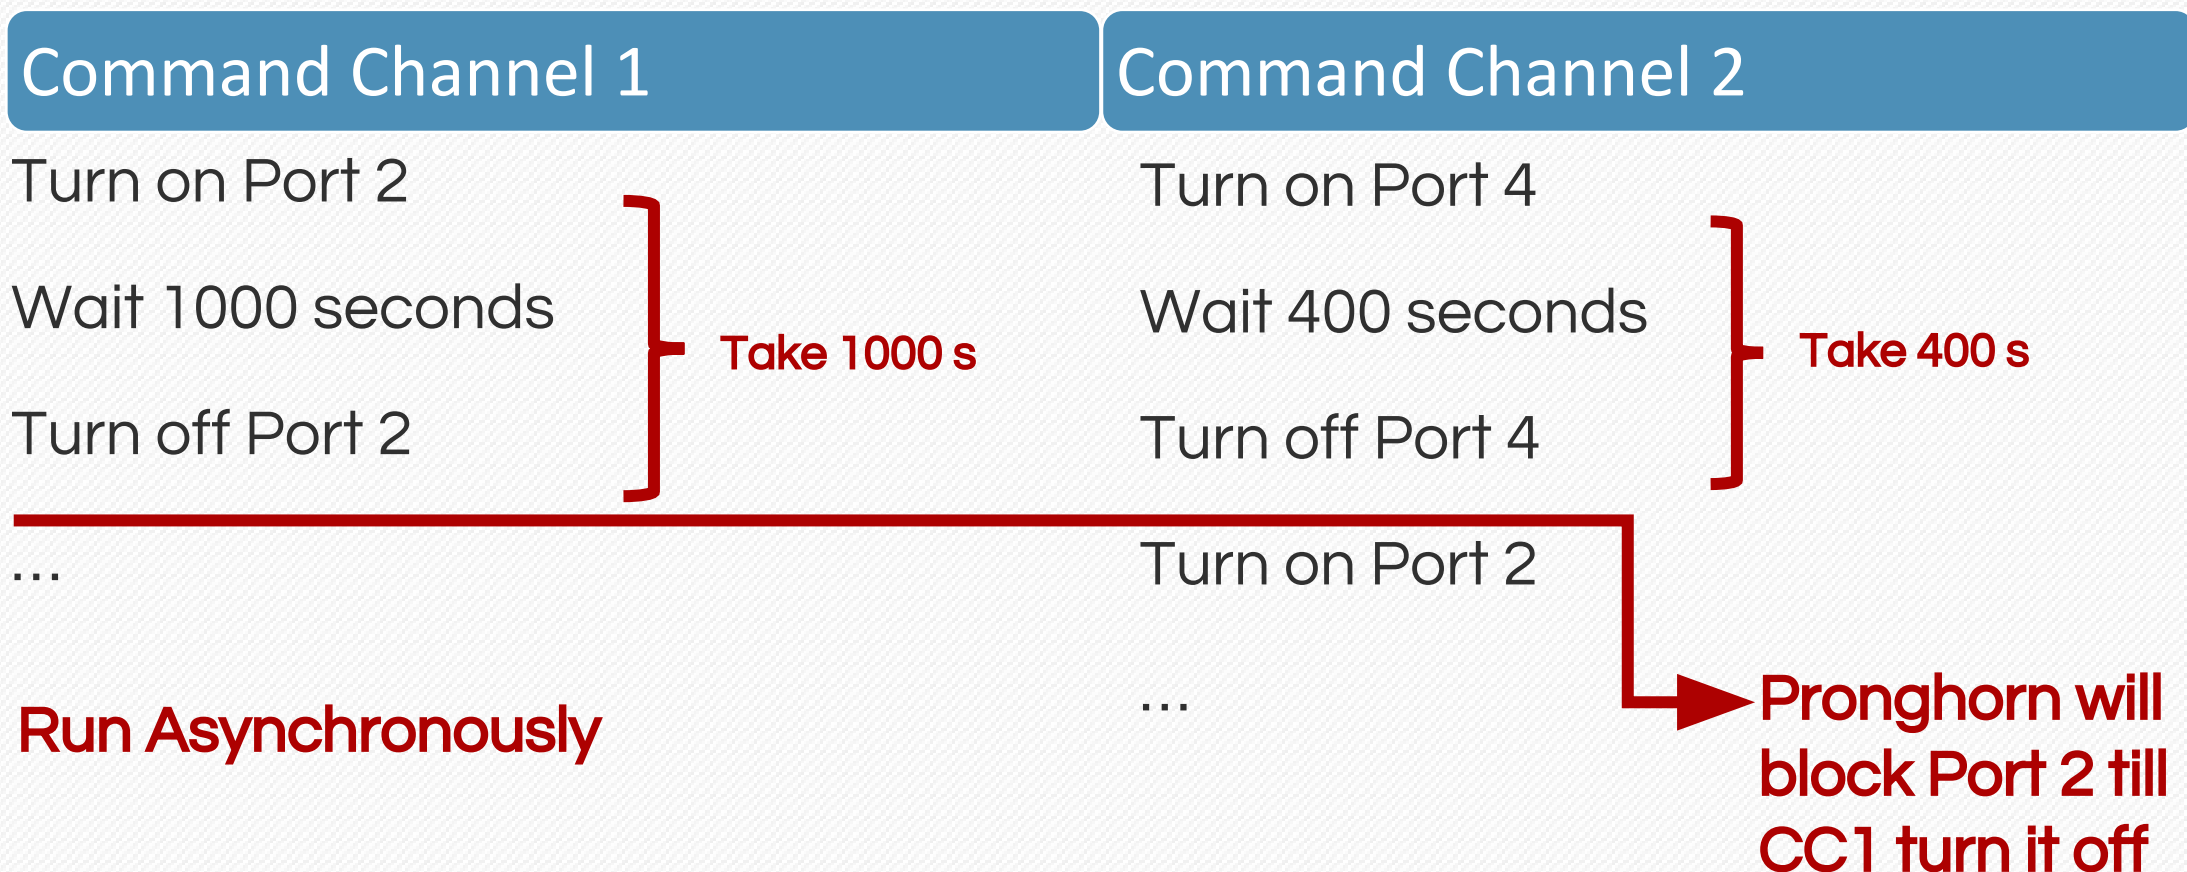 Command Channel 1
Turn on Port 2
Wait 1000 seconds
Take 1000 s
Turn off Port 2
...
Run Asynchronously
Command Channel 2
Turn on Port 4
Wait 400 seconds
Take 400 s
Turn off Port 4
Turn on Port 2
...
Pronghorn will
block Port 2 till
CC1 turn it off